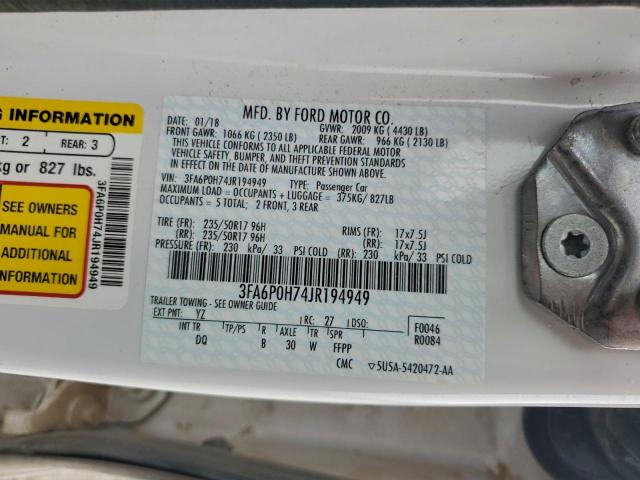 G INFORMATION
T: 2 REAR: 3
kg or 827 lbs.
SEE OWNERS
MANUAL FOR
ADDITIONAL
INFORMATION
3FA6P0H74JR194949
MFD. BY FORD MOTOR CO.
DATE: 01/18 GVWR: 2009 KG (4430 LB)
FRONT GAWR: 1066 KG (2350 LB) REAR GAWR: 966 KG (2130 LB)
THIS VEHICLE CONFORMS TO ALL APPLICABLE FEDERAL MOTOR
VEHICLE SAFETY, BUMPER, AND THEFT PREVENTION STANDARDS
IN EFFECT ON THE DATE OF MANUFACTURE SHOWN ABOVE.
VIN: 3FA6P0H74JR194949 TYPE: Passenger Car
MAXIMUM LOAD = OCCUPANTS + LUGGAGE = 375KG/827LB
OCCUPANTS = 5 TOTAL; 2 FRONT, 3 REAR
TIRE (FR): 235/50R17 96H RIMS (FR): 17x7.5J
(RR): 235/50R17 96H (RR): 17x7.5J
PRESSURE (FR): 230 kPa/ 33 PSI COLD (RR): 230 kPa/ 33 PSI COLD
3FA6P0H74JR194949
TRAILER TOWING - SEE OWNER GUIDE
EXT PNT: YZ RC: 27 DSO: F0046
INT TR TP/PS R AXLE TR SPR R0084
DQ B 30 W FFPP
CMC 5U5A-5420472-AA